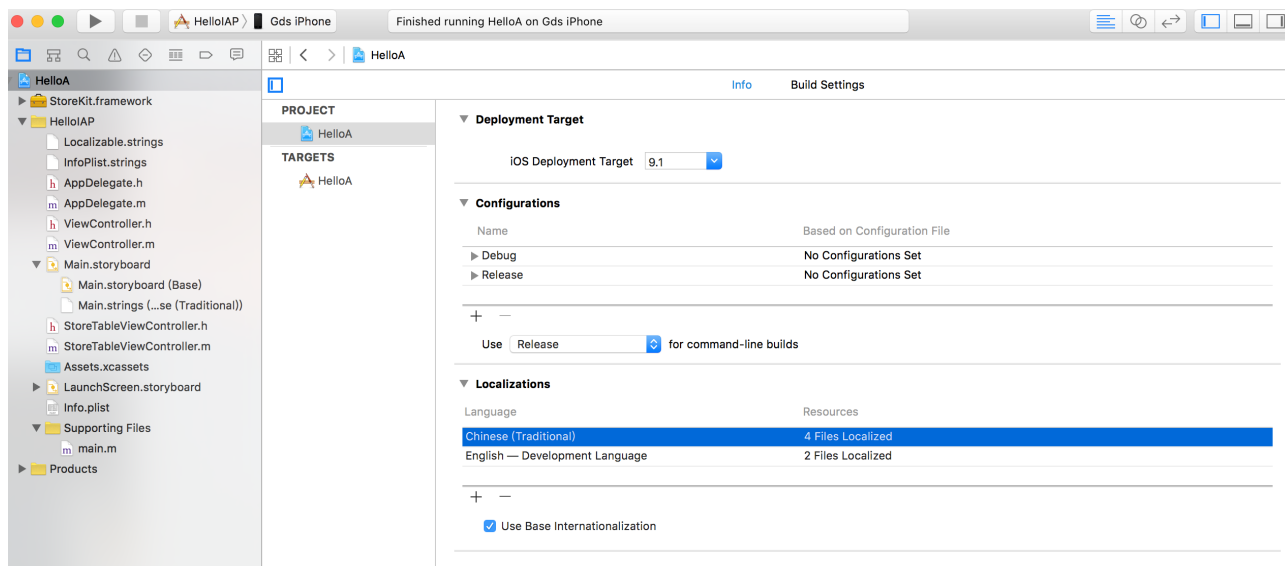 HelloIAP Gds iPhone Finished running HelloA on Gds iPhone
HelloA
HelloA
StoreKit.framework
HelloIAP
Localizable.strings
InfoPlist.strings
h AppDelegate.h
m AppDelegate.m
h ViewController.h
m ViewController.m
Main.storyboard
Main.storyboard (Base)
Main.strings (...se (Traditional))
h StoreTableViewController.h
m StoreTableViewController.m
Assets.xcassets
LaunchScreen.storyboard
Info.plist
Supporting Files
m main.m
Products
PROJECT
HelloA
TARGETS
HelloA
Info Build Settings
Deployment Target
iOS Deployment Target 9.1
Configurations
Name Based on Configuration File
Debug No Configurations Set
Release No Configurations Set
+ −
Use Release for command-line builds
Localizations
Language Resources
Chinese (Traditional) 4 Files Localized
English — Development Language 2 Files Localized
+ −
Use Base Internationalization